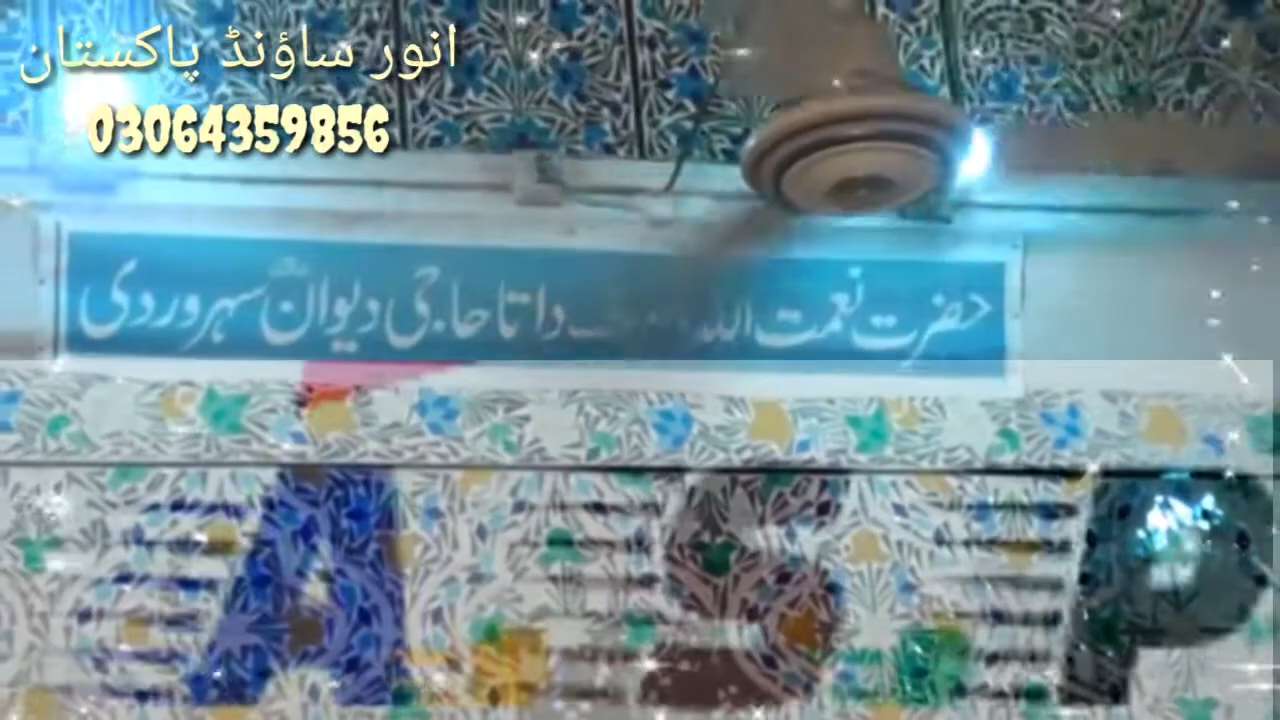 انور ساؤنڈ پاکستان
03064359856
حضرت نعمت اللہ داتا حاجی دیوان سہروردی
A.S.P